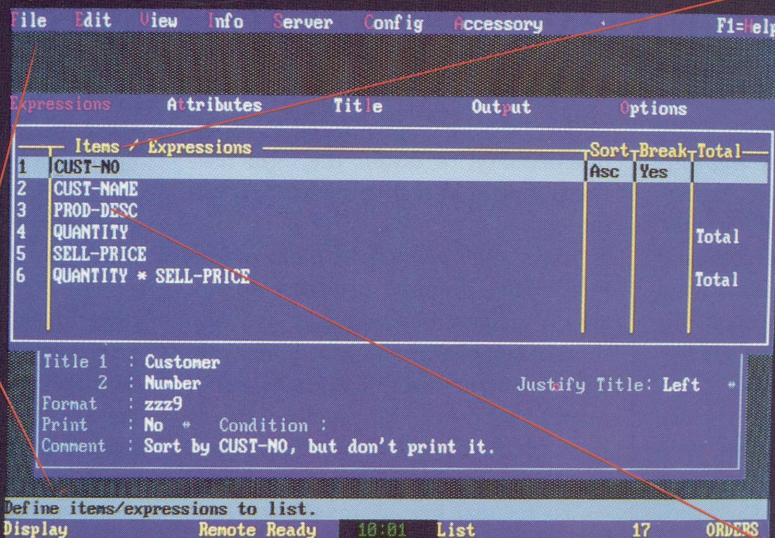 File Edit View Info Server Config Accessory F1=Help
Expressions Attributes Title Output Options
Items / Expressions Sort Break Total
1 CUST-NO Asc Yes
2 CUST-NAME
3 PROD-DESC
4 QUANTITY Total
5 SELL-PRICE
6 QUANTITY * SELL-PRICE Total
Title 1 : Customer
2 : Number Justify Title: Left *
Format : zzz9
Print : No * Condition :
Comment : Sort by CUST-NO, but don't print it.
Define items/expressions to list.
Display Remote Ready 10:01 List 17 ORDERS